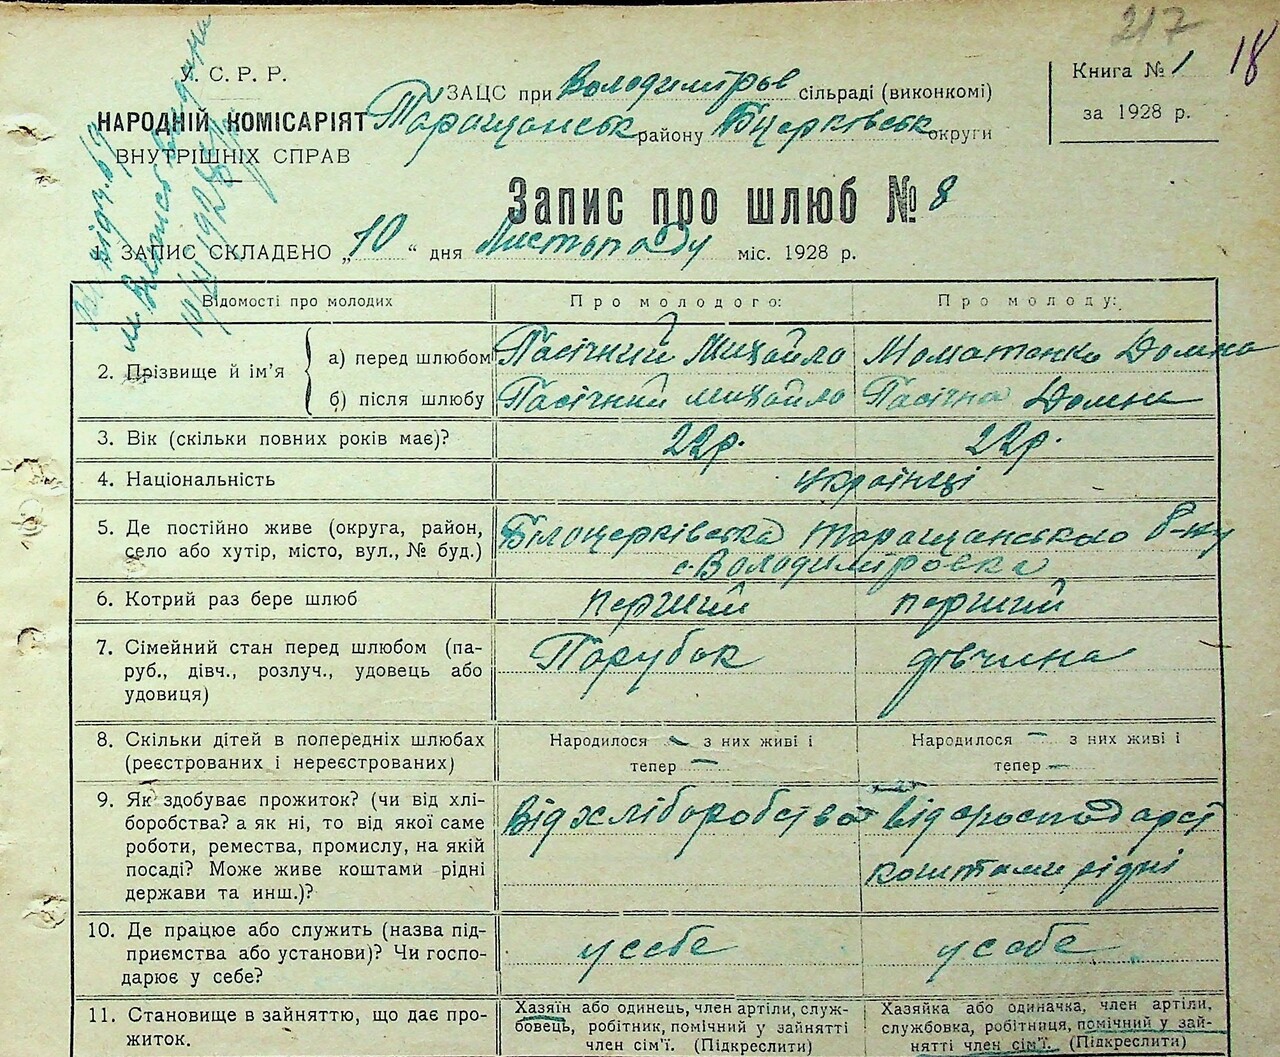 217
18
У. С. Р. Р.
НАРОДНІЙ КОМІСАРІЯТ
ВНУТРІШНІХ СПРАВ
ЗАЦС при Володимирів сільраді (виконкомі)
Таращанськ району Бцерковськ округи
Книга № 1
за 1928 р.
Запис про шлюб № 8
ЗАПИС СКЛАДЕНО „10“ дня Листопаду міс. 1928 р.
Відомості про молодих Про молодого: Про молоду:
2. Прізвище й ім'я
а) перед шлюбом Пасічний Михайло Моматенко Домна
б) після шлюбу Пасічний Михайло Пасічна Домна
3. Вік (скільки повних років має)? 22р. 22р.
4. Національність Українці
5. Де постійно живе (округа, район, Білоцерківська Таращанського р-ну
село або хутір, місто, вул., № буд.) с. Володимировка
6. Котрий раз бере шлюб перший перший
7. Сімейний стан перед шлюбом (па-
руб., дівч., розлуч., удовець або Парубок дівчина
удовиця)
8. Скільки дітей в попередніх шлюбах Народилося — з них живі і Народилося — з них живі і
(реєстрованих і нереєстрованих) тепер — тепер —
9. Як здобуває прожиток? (чи від хлі- Від хліборобства від господарст
боробства? а як ні, то від якої саме
роботи, ремества, промислу, на якій коштами рідні
посаді? Може живе коштами рідні
держави та инш.)?
10. Де працює або служить (назва під-
приємства або установи)? Чи госпо- у себе у себе
дарює у себе?
11. Становище в зайняттю, що дає про-
житок.
Хазяїн або одинець, член артіли, служ-
бовець, робітник, помічний у зайнятті
член сім'ї. (Підкреслити)
Хазяйка або одиначка, член артіли,
службовка, робітниця, помічний у зай-
нятті член сім'ї. (Підкреслити)